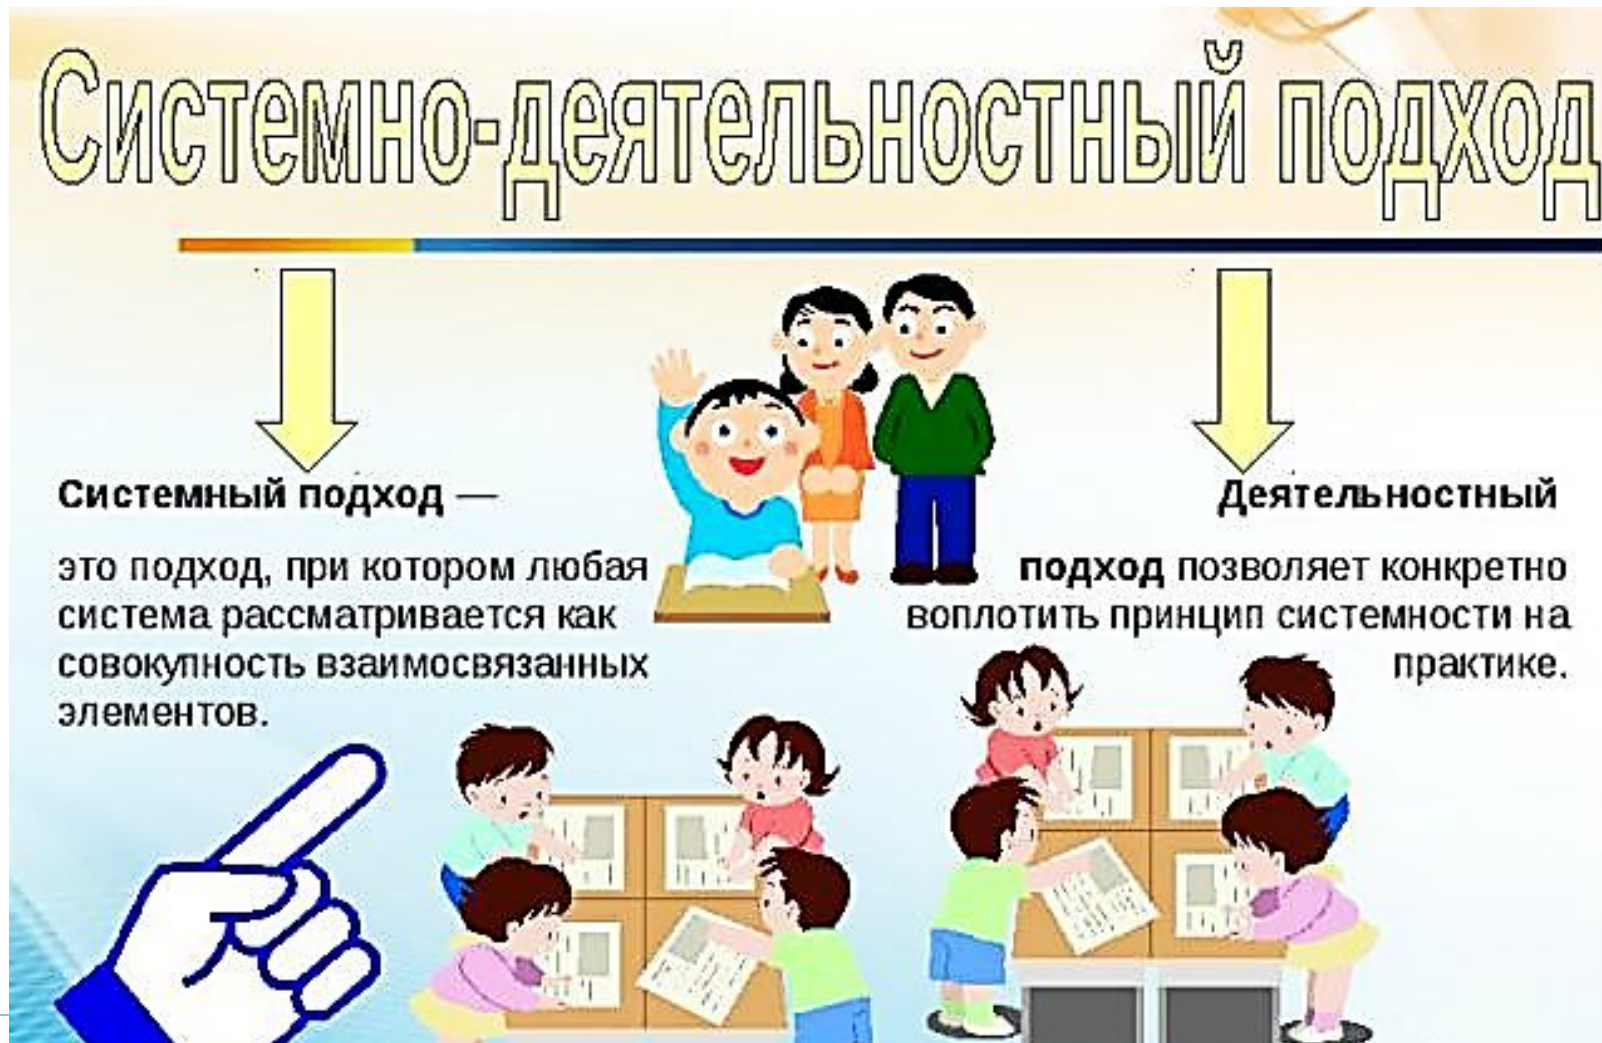 Системно-деятельностный подход
Системный подход —
это подход, при котором любая
система рассматривается как
совокупность взаимосвязанных
элементов.
Деятельностный
подход позволяет конкретно
воплотить принцип системности на
практике.